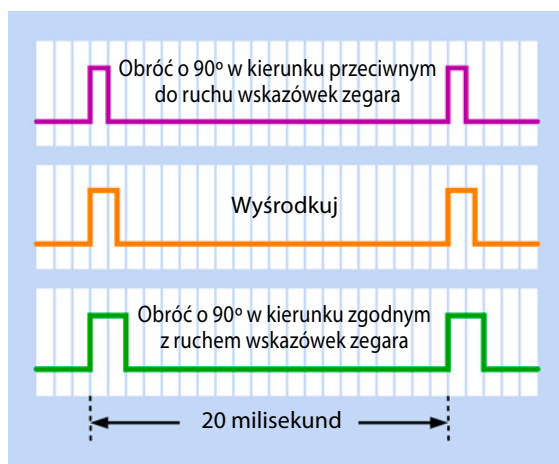 Obróć o 90º w kierunku przeciwnym
do ruchu wskazówek zegara
Wyśrodkuj
Obróć o 90º w kierunku zgodnym
z ruchem wskazówek zegara
20 milisekund